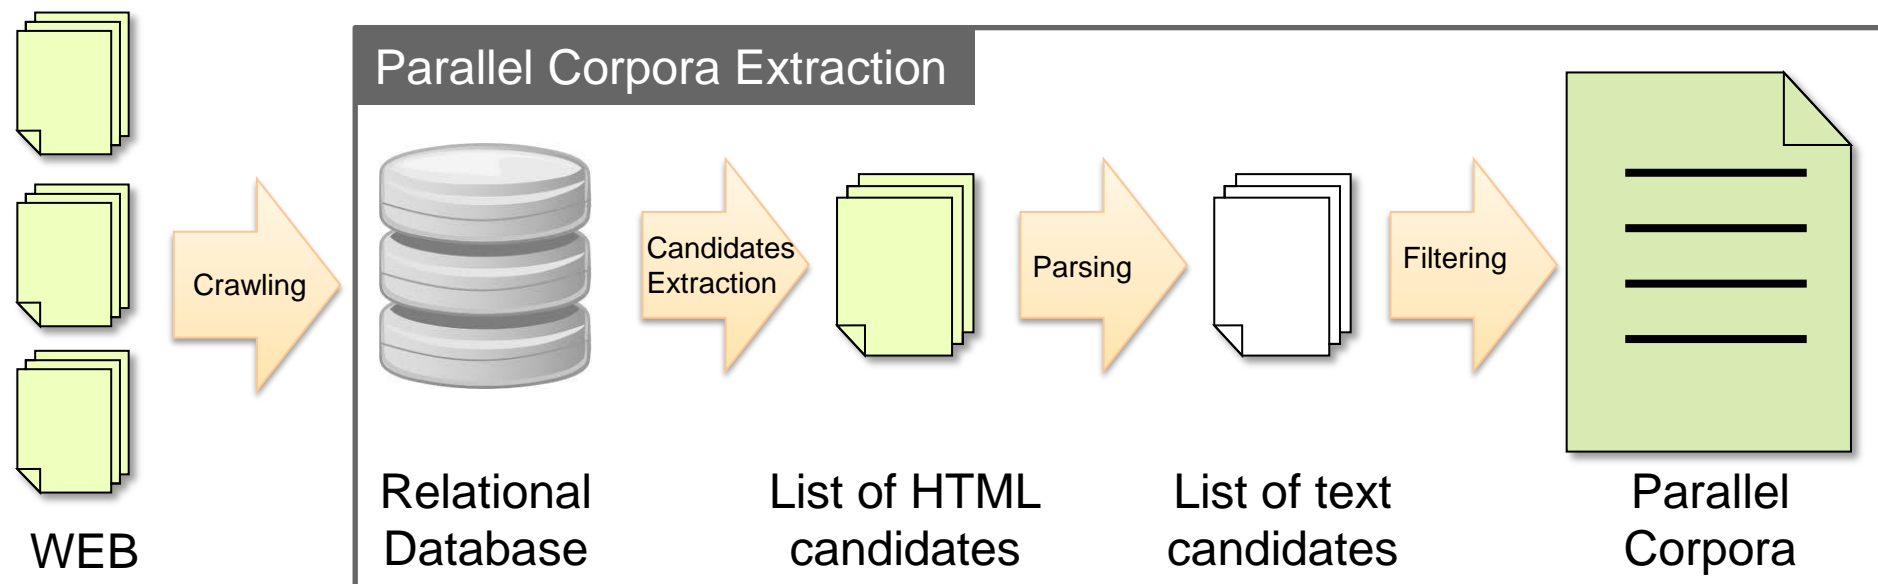 Parallel Corpora Extraction
Crawling
Candidates
Extraction
Parsing
Filtering
WEB
Relational
Database
List of HTML
candidates
List of text
candidates
Parallel
Corpora